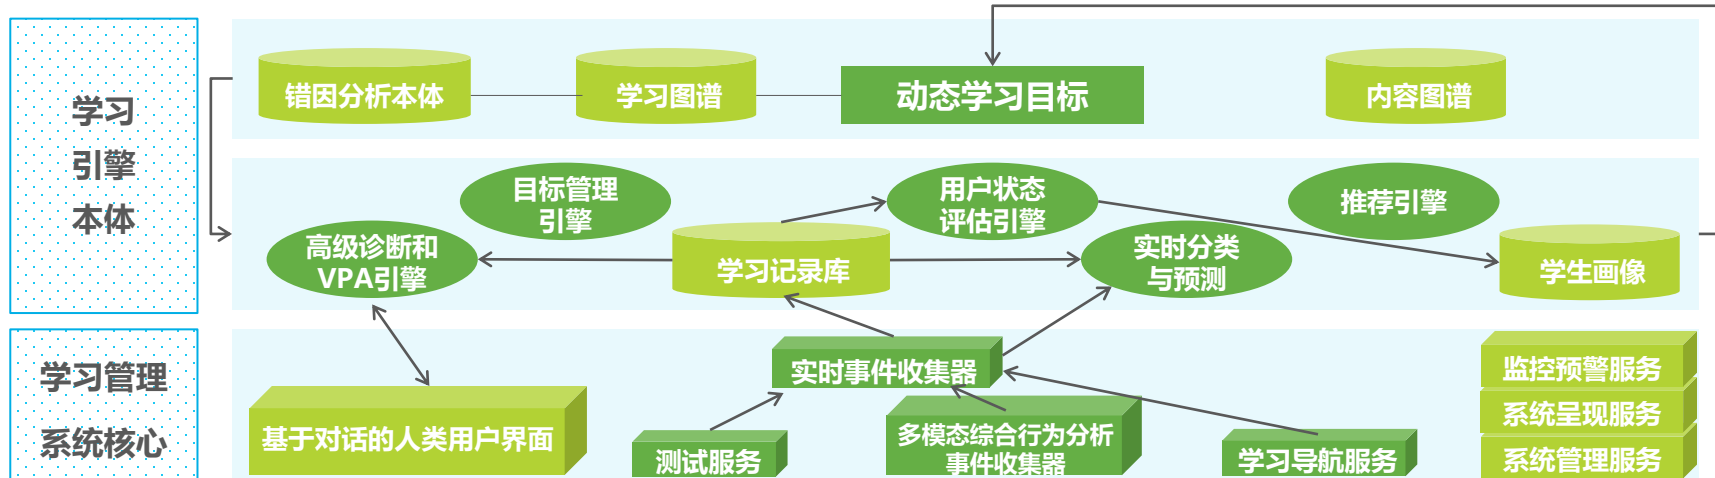 学习
引擎
本体
错因分析本体
学习图谱
动态学习目标
内容图谱
目标管理
引擎
用户状态
评估引擎
推荐引擎
高级诊断和
VPA引擎
学习记录库
实时分类
与预测
学生画像
学习管理
系统核心
实时事件收集器
监控预警服务
系统呈现服务
系统管理服务
基于对话的人类用户界面
测试服务
多模态综合行为分析
事件收集器
学习导航服务